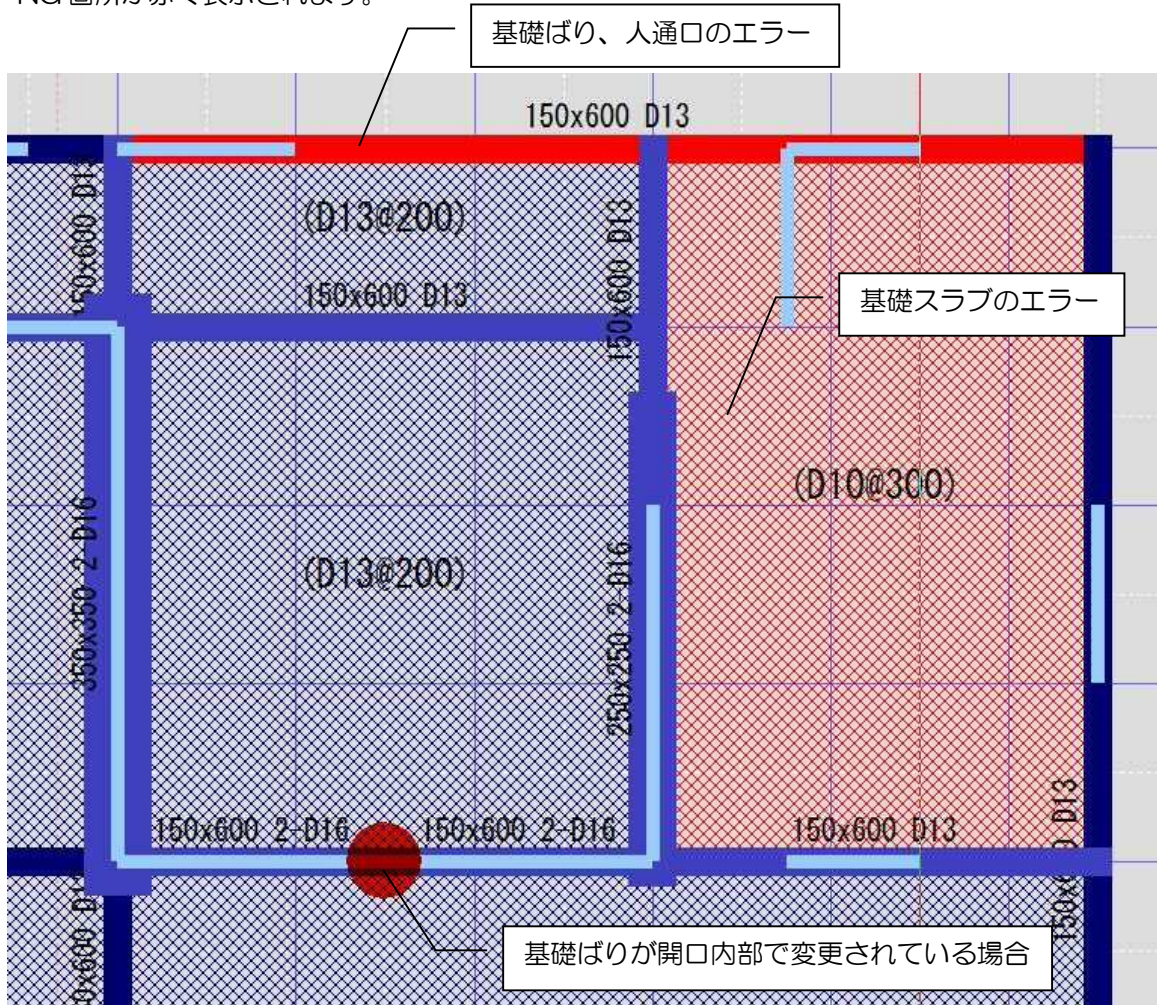 NG箇所が赤く表示されます。
基礎ばり、人通口のエラー
150x600 D13
150x600 D13
(D13@200)
150x600 D13
150x600 D13
基礎スラブのエラー
(D10@300)
(D13@200)
350x350 2-D16
250x250 2-D16
150x600 2-D16
150x600 2-D16
150x600 D13
基礎ばりが開口内部で変更されている場合